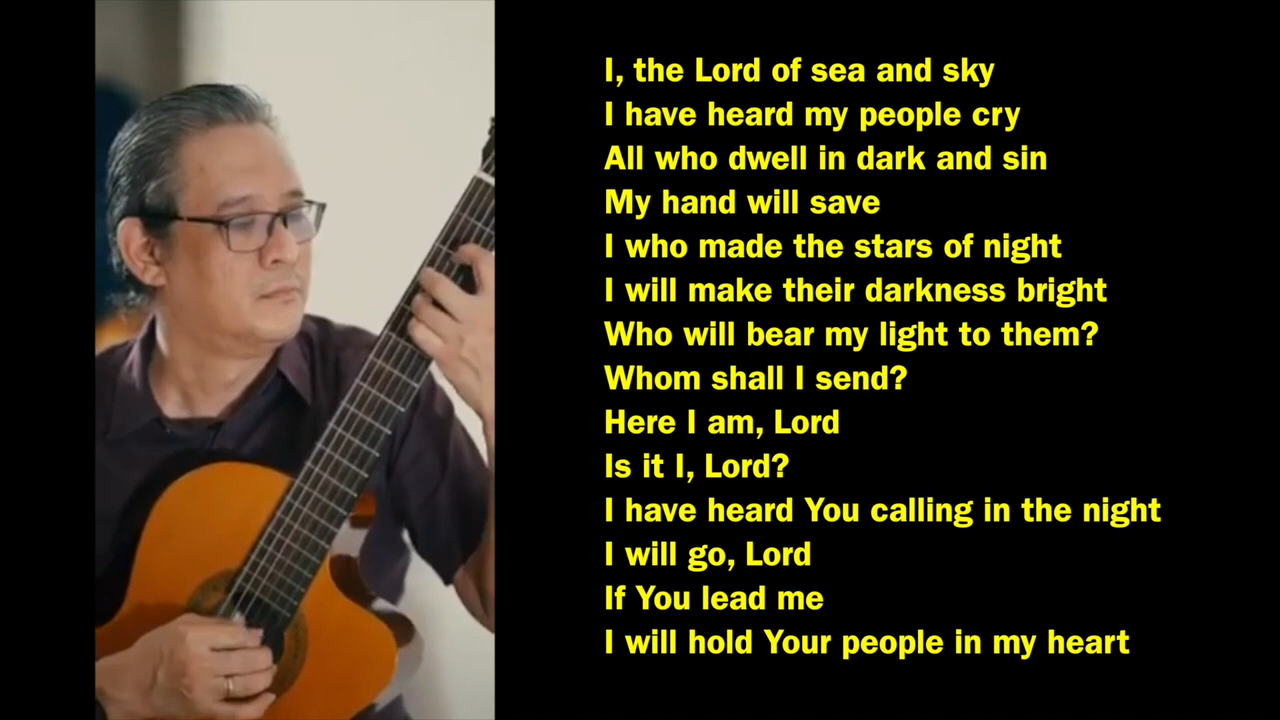 I, the Lord of sea and sky
I have heard my people cry
All who dwell in dark and sin
My hand will save
I who made the stars of night
I will make their darkness bright
Who will bear my light to them?
Whom shall I send?
Here I am, Lord
Is it I, Lord?
I have heard You calling in the night
I will go, Lord
If You lead me
I will hold Your people in my heart